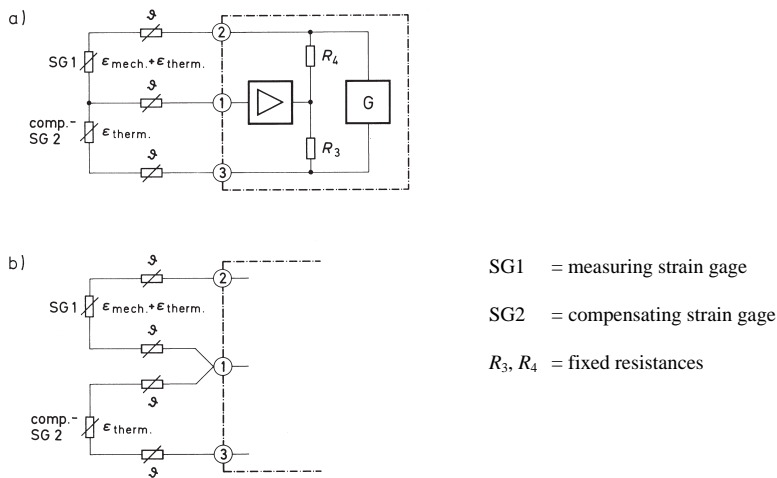 a)
ϑ
2
SG1
ε mech. + ε therm.
R4
ϑ
1
G
comp.-
SG 2
ε therm.
R3
ϑ
3
b)
ϑ
2
SG1
ε mech. + ε therm.
ϑ
1
ϑ
comp.-
SG 2
ε therm.
3
ϑ
SG1 = measuring strain gage
SG2 = compensating strain gage
R3, R4 = fixed resistances